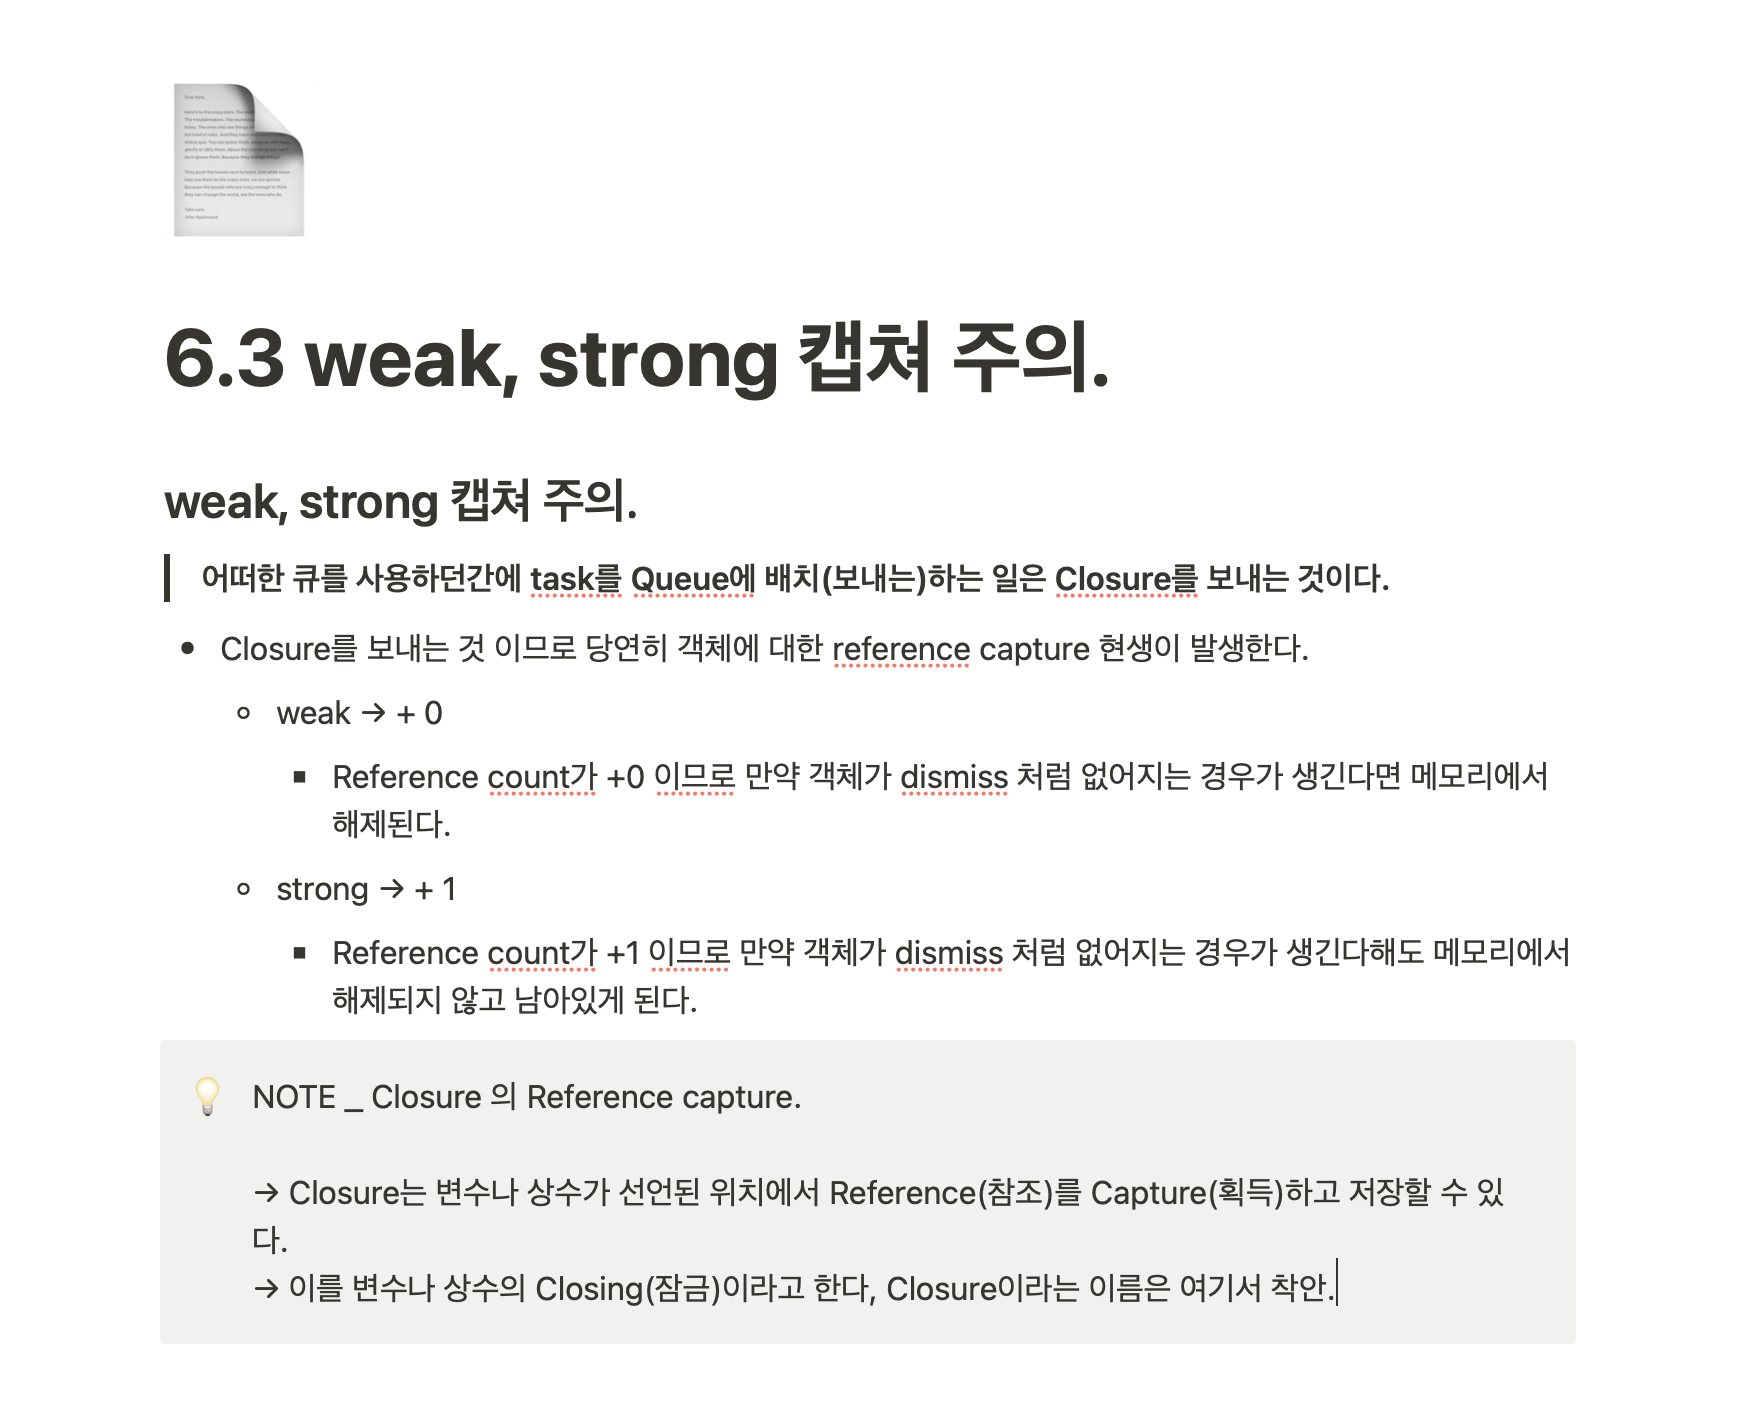 6.3 weak, strong 캡쳐 주의.
weak, strong 캡쳐 주의.
어떠한 큐를 사용하던간에 task를 Queue에 배치(보내는)하는 일은 Closure를 보내는 것이다.
• Closure를 보내는 것 이므로 당연히 객체에 대한 reference capture 현생이 발생한다.
◦ weak → + 0
▪ Reference count가 +0 이므로 만약 객체가 dismiss 처럼 없어지는 경우가 생긴다면 메모리에서
해제된다.
◦ strong → + 1
▪ Reference count가 +1 이므로 만약 객체가 dismiss 처럼 없어지는 경우가 생긴다해도 메모리에서
해제되지 않고 남아있게 된다.
NOTE _ Closure 의 Reference capture.
→ Closure는 변수나 상수가 선언된 위치에서 Reference(참조)를 Capture(획득)하고 저장할 수 있
다.
→ 이를 변수나 상수의 Closing(잠금)이라고 한다, Closure이라는 이름은 여기서 착안.